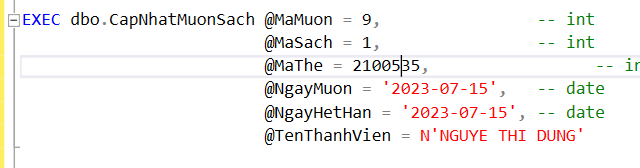 EXEC dbo.CapNhatMuonSach @MaMuon = 9, -- int
@MaSach = 1, -- int
@MaThe = 2100535, -- in
@NgayMuon = '2023-07-15', -- date
@NgayHetHan = '2023-07-15', -- date
@TenThanhVien = N'NGUYE THI DUNG'